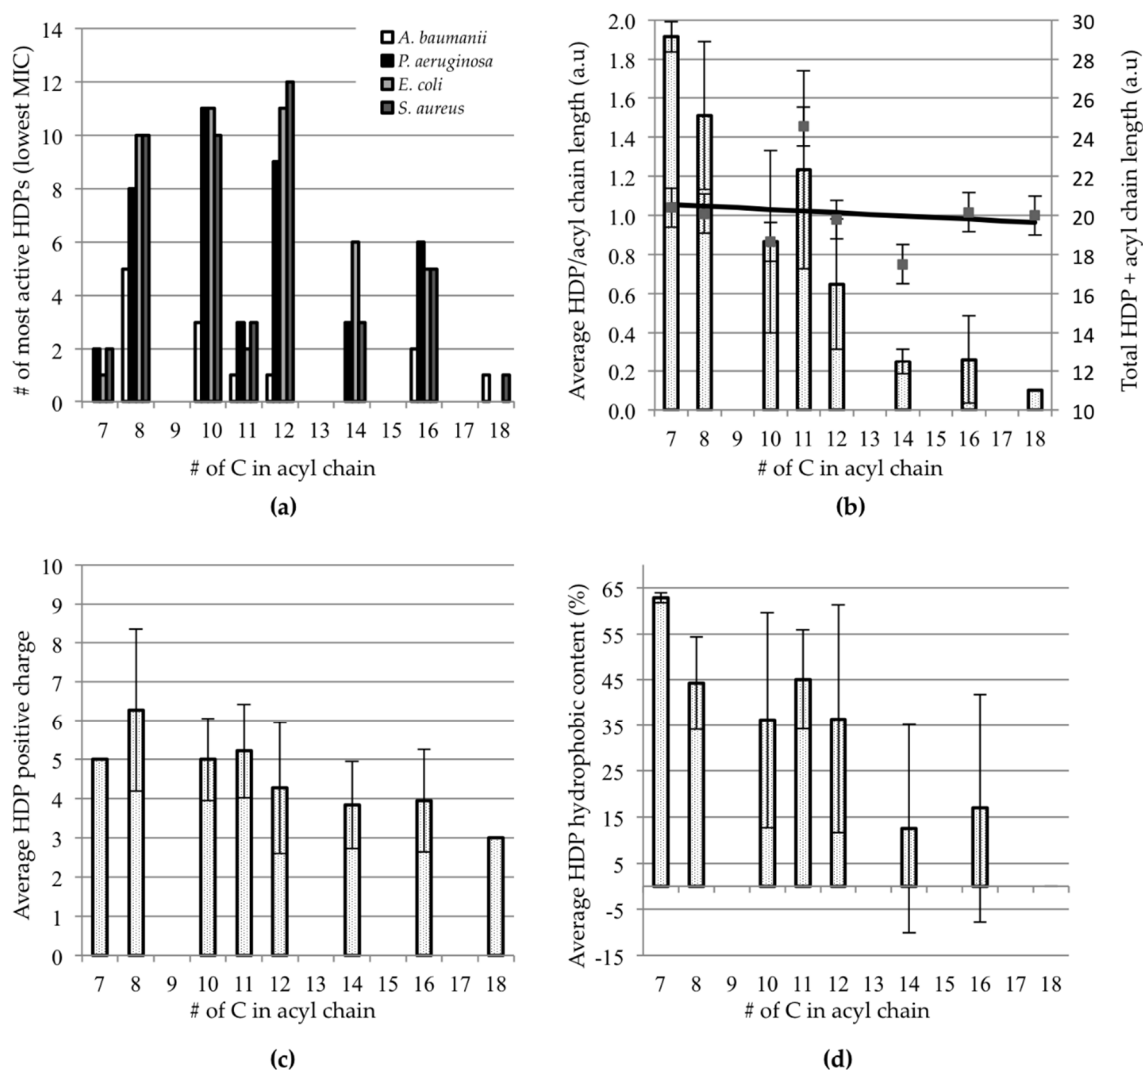 14
12
10
8
6
4
2
0
# of most active HDPs (lowest MIC)
A. baumanii
P. aeruginosa
E. coli
S. aureus
7 8 9 10 11 12 13 14 15 16 17 18
# of C in acyl chain
(a)
2.0
1.8
1.6
1.4
1.2
1.0
0.8
0.6
0.4
0.2
0.0
Average HDP/acyl chain length (a.u)
30
28
26
24
22
20
18
16
14
12
10
Total HDP + acyl chain length (a.u)
7 8 9 10 11 12 13 14 15 16 17 18
# of C in acyl chain
(b)
10
9
8
7
6
5
4
3
2
1
0
Average HDP positive charge
7 8 9 10 11 12 13 14 15 16 17 18
# of C in acyl chain
(c)
65
55
45
35
25
15
5
-5
-15
Average HDP hydrophobic content (%)
7 8 9 10 11 12 13 14 15 16 17 18
# of C in acyl chain
(d)